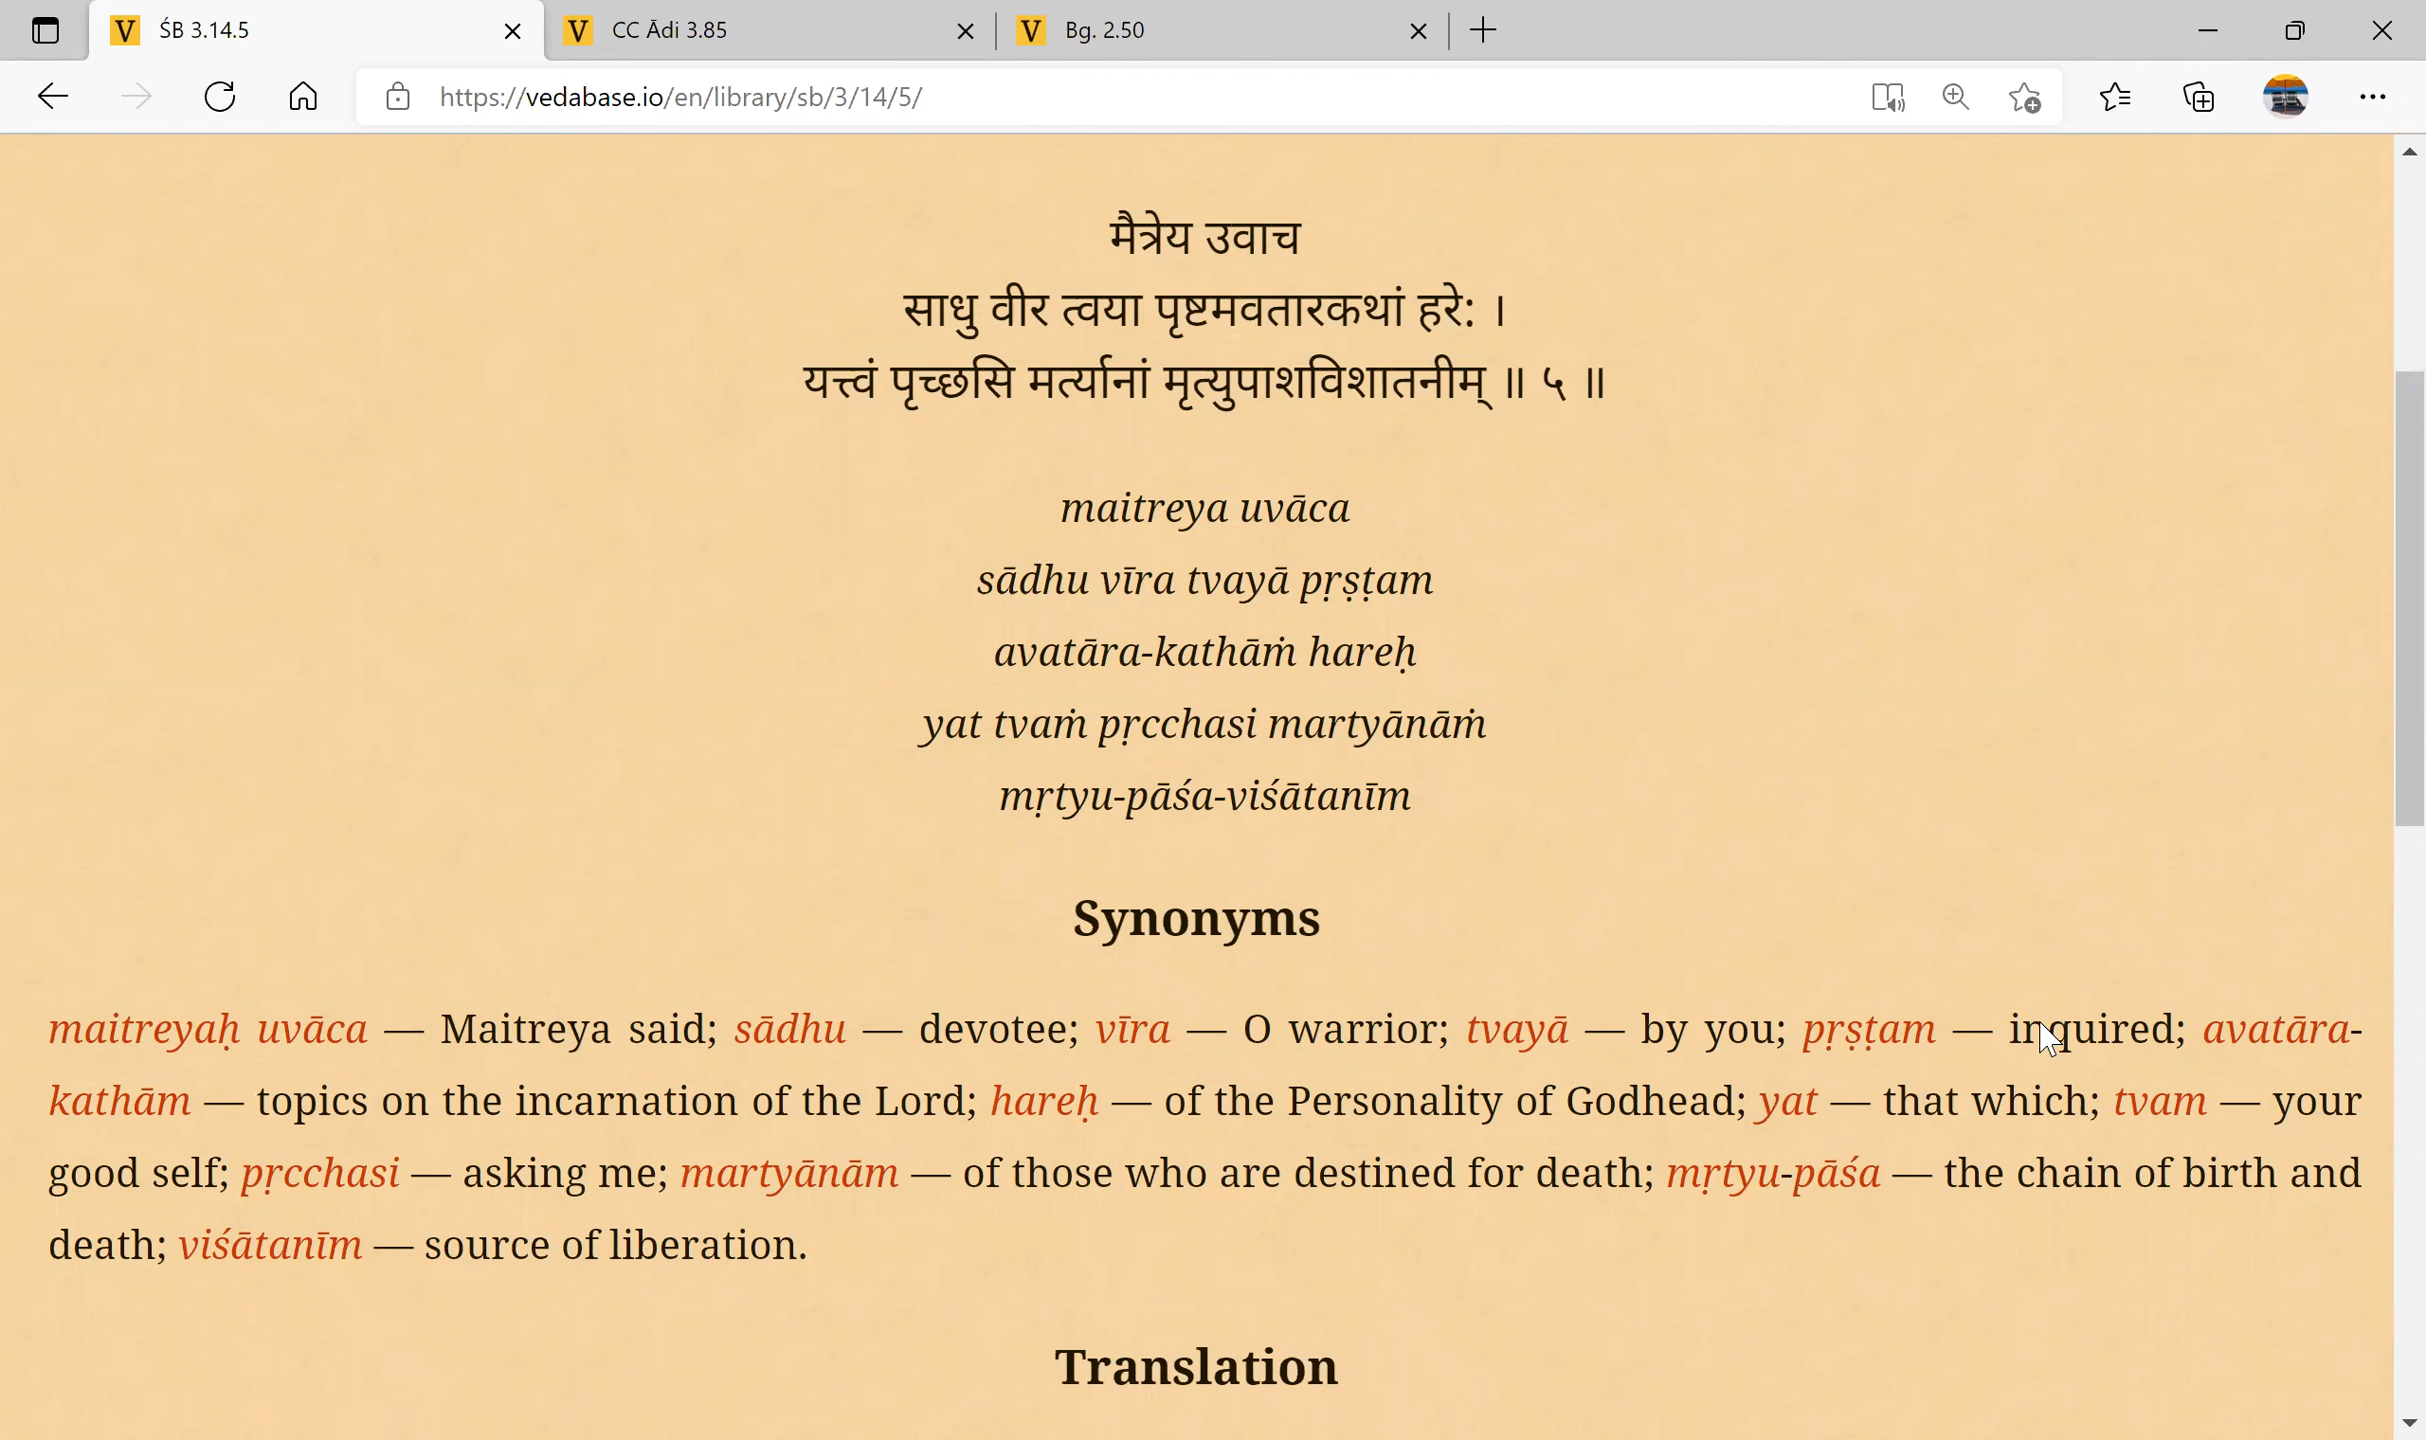 ŚB 3.14.5
CC Ādi 3.85
Bg. 2.50
https://vedabase.io/en/library/sb/3/14/5/
मैत्रेय उवाच
साधु वीर त्वया पृष्टमवतारकथां हरे: ।
यत्त्वं पृच्छसि मर्त्यानां मृत्युपाशविशातनीम् ॥ ५ ॥
maitreya uvāca
sādhu vīra tvayā pṛṣṭam
avatāra-kathāṁ hareḥ
yat tvaṁ pṛcchasi martyānāṁ
mṛtyu-pāśa-viśātanīm
Synonyms
maitreyaḥ uvāca — Maitreya said; sādhu — devotee; vīra — O warrior; tvayā — by you; pṛṣṭam — inquired; avatāra-
kathām — topics on the incarnation of the Lord; hareḥ — of the Personality of Godhead; yat — that which; tvam — your
good self; pṛcchasi — asking me; martyānām — of those who are destined for death; mṛtyu-pāśa — the chain of birth and
death; viśātanīm — source of liberation.
Translation